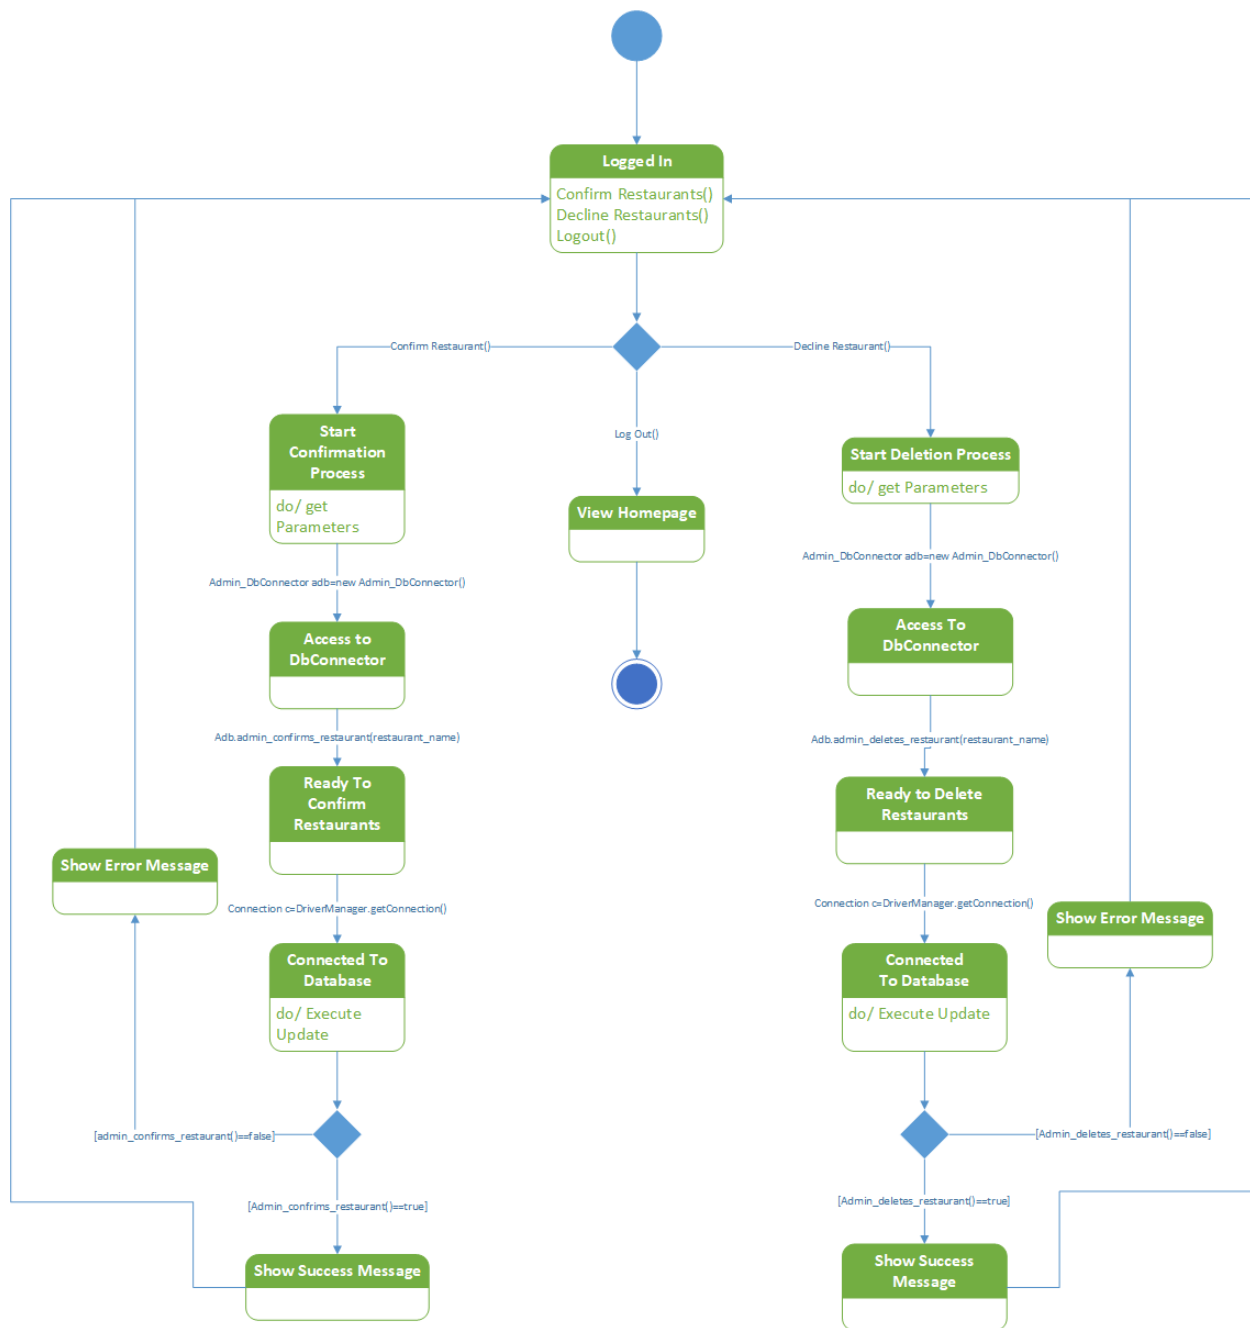 Logged In
Confirm Restaurants()
Decline Restaurants()
Logout()
Confirm Restaurant()
Decline Restaurant()
Log Out()
Start
Confirmation
Process
do/ get
Parameters
View Homepage
Start Deletion Process
do/ get Parameters
Admin_DbConnector adb=new Admin_DbConnector()
Admin_DbConnector adb=new Admin_DbConnector()
Access to
DbConnector
Access To
DbConnector
Adb.admin_confirms_restaurant(restaurant_name)
Adb.admin_deletes_restaurant(restaurant_name)
Ready To
Confirm
Restaurants
Ready to Delete
Restaurants
Show Error Message
Connection c=DriverManager.getConnection()
Connection c=DriverManager.getConnection()
Show Error Message
Connected To
Database
do/ Execute
Update
Connected
To Database
do/ Execute Update
[admin_confirms_restaurant()==false]
[Admin_deletes_restaurant()==false]
[Admin_confrims_restaurant()==true]
[Admin_deletes_restaurant()==true]
Show Success Message
Show Success
Message